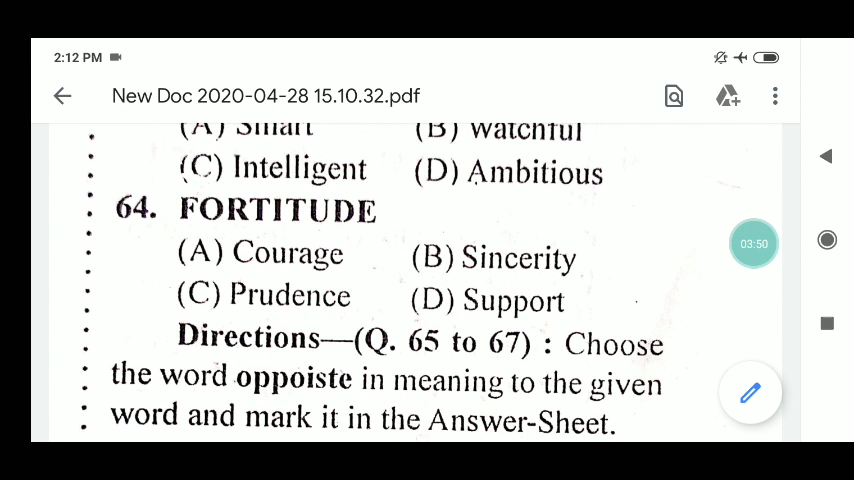 2:12 PM
New Doc 2020-04-28 15.10.32.pdf
(A) Smart (B) Watchful
(C) Intelligent (D) Ambitious
64. FORTITUDE
(A) Courage (B) Sincerity
03:50
(C) Prudence (D) Support
Directions—(Q. 65 to 67) : Choose
the word oppoiste in meaning to the given
word and mark it in the Answer-Sheet.